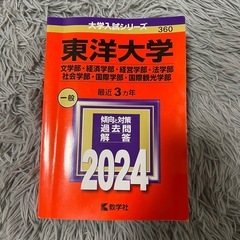 大学入試シリーズ
360
東洋大学
文学部・経済学部・経営学部・法学部
社会学部・国際学部・国際観光学部
一般
最近3カ年
傾向と対策
過去問
解答
2024
数学社